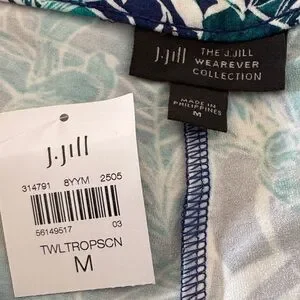 J.Jill
THE J.JILL
WEAREVER
COLLECTION
MADE IN
PHILIPPINES
M
J.Jill
314791 8YYM 2505
56149517 03
TWLTROPSCN
M